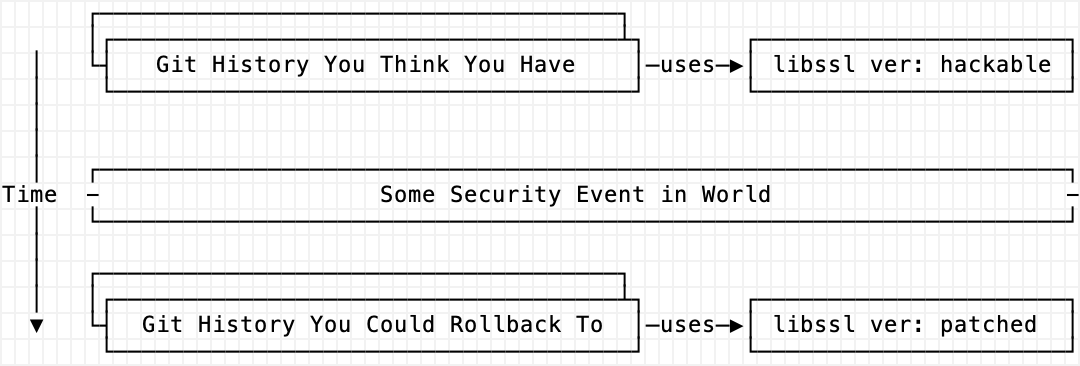 Git History You Think You Have
uses
libssl ver: hackable
Time
Some Security Event in World
Git History You Could Rollback To
uses
libssl ver: patched